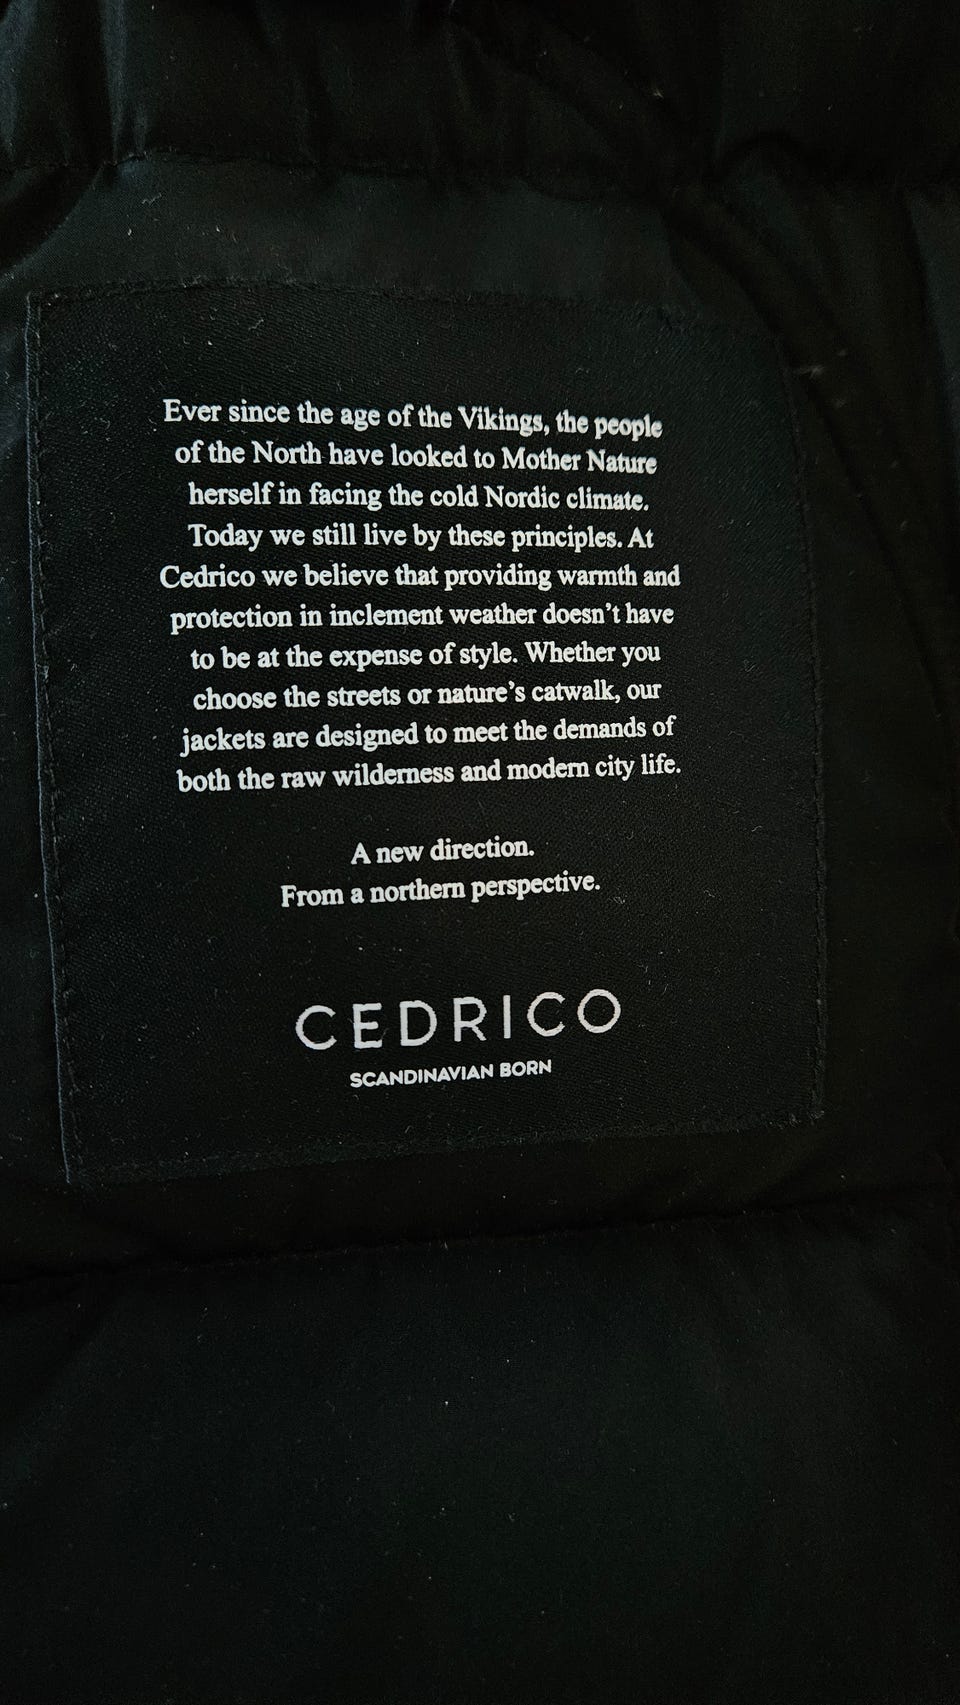 Ever since the age of the Vikings, the people
of the North have looked to Mother Nature
herself in facing the cold Nordic climate.
Today we still live by these principles. At
Cedrico we believe that providing warmth and
protection in inclement weather doesn't have
to be at the expense of style. Whether you
choose the streets or nature's catwalk, our
jackets are designed to meet the demands of
both the raw wilderness and modern city life.
A new direction.
From a northern perspective.
CEDRICO
SCANDINAVIAN BORN